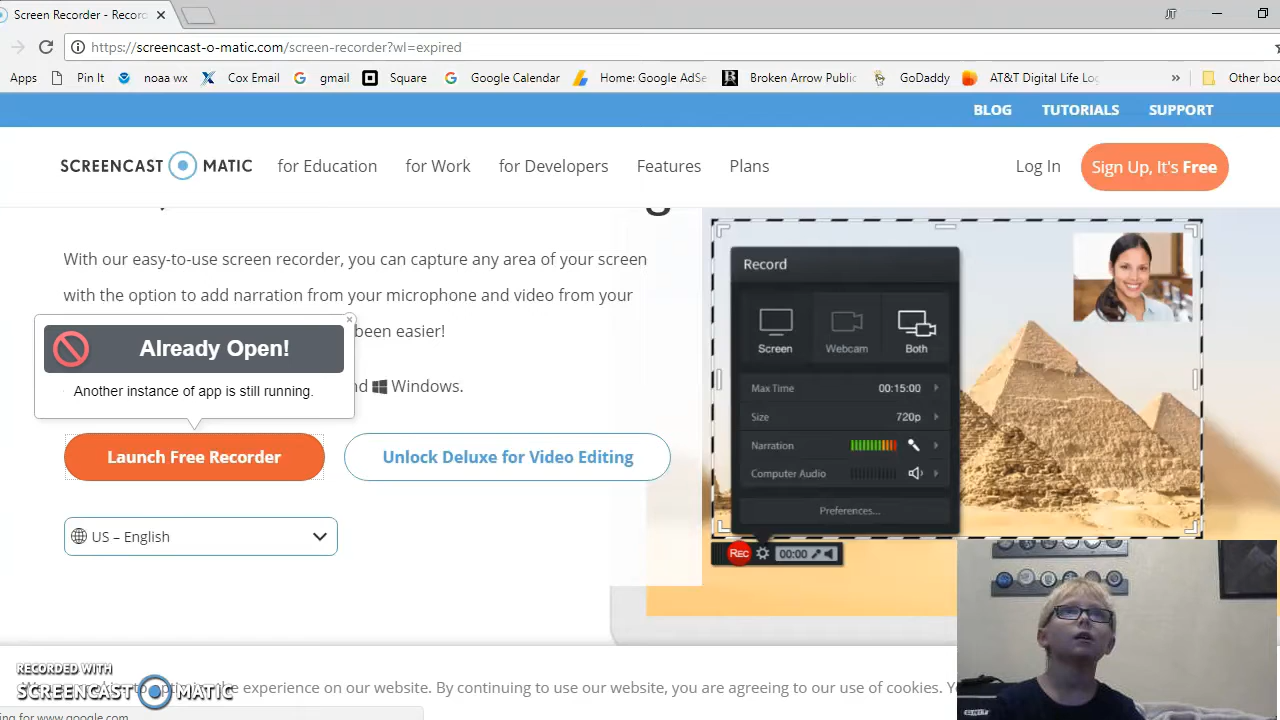 Screen Recorder - Record
JT
https://screencast-o-matic.com/screen-recorder?wl=expired
Apps Pin It noaa wx Cox Email gmail Square Google Calendar Home: Google AdSe Broken Arrow Public GoDaddy AT&T Digital Life Log » Other boo
BLOG TUTORIALS SUPPORT
SCREENCAST O MATIC for Education for Work for Developers Features Plans Log In Sign Up, It's Free
With our easy-to-use screen recorder, you can capture any area of your screen
with the option to add narration from your microphone and video from your
been easier!
Already Open!
Another instance of app is still running.
nd Windows.
Launch Free Recorder
Unlock Deluxe for Video Editing
US – English
Record
Screen Webcam Both
Max Time 00:15:00
Size 720p
Narration
Computer Audio
Preferences...
REC 00:00
RECORDED WITH
SCREENCAST O MATIC
experience on our website. By continuing to use our website, you are agreeing to our use of cookies.
ng for www.google.com